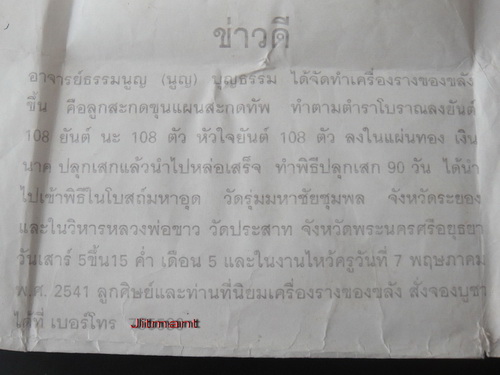 ข่าวดี
อาจารย์ธรรมนูญ (นูญ) บุญธรรม ได้จัดทำเครื่องรางของขลัง
ขึ้น คือลูกสะกดขุนแผนสะกดทัพ ทำตามตำราโบราณลงยันต์
108 ยันต์ นะ 108 ตัว หัวใจยันต์ 108 ตัว ลงในแผ่นทอง เงิน
นาค ปลุกเสกแล้วนำไปหล่อเสร็จ ทำพิธีปลุกเสก 90 วัน ได้นำ
ไปเข้าพิธีในโบสถ์มหาอุด วัดรุ่มมหาชัยชุมพล จังหวัดระยอง
และในวิหารหลวงพ่อขาว วัดประสาท จังหวัดพระนครศรีอยุธยา
วันเสาร์ 5ขึ้น15 ค่ำ เดือน 5 และในงานไหว้ครูวันที่ 7 พฤษภาคม
พ.ศ. 2541 ลูกศิษย์และท่านที่นิยมเครื่องรางของขลัง สั่งจองบูชา
ได้ที่ เบอร์โทร Jitmant